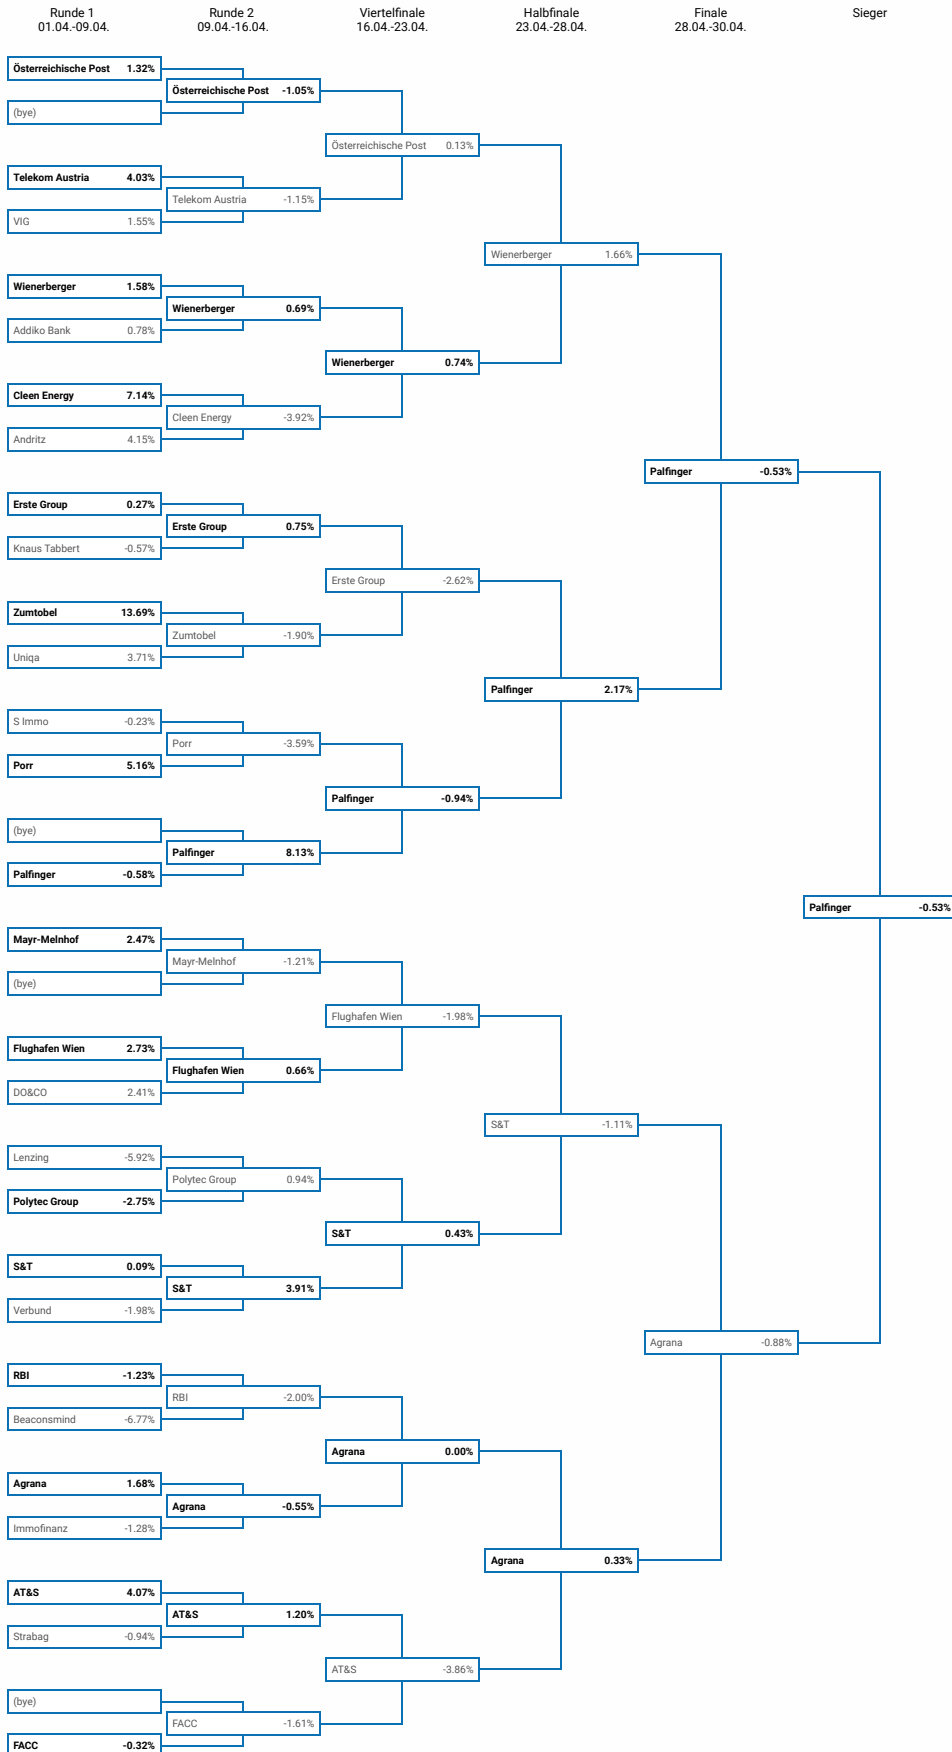 Runde 1
01.04.-09.04.
Runde 2
09.04.-16.04.
Viertelfinale
16.04.-23.04.
Halbfinale
23.04.-28.04.
Finale
28.04.-30.04.
Sieger
Österreichische Post 1.32%
Österreichische Post -1.05%
(bye)
Österreichische Post 0.13%
Telekom Austria 4.03%
Telekom Austria -1.15%
VIG 1.55%
Wienerberger 1.66%
Wienerberger 1.58%
Wienerberger 0.69%
Addiko Bank 0.78%
Wienerberger 0.74%
Cleen Energy 7.14%
Cleen Energy -3.92%
Andritz 4.15%
Palfinger -0.53%
Erste Group 0.27%
Erste Group 0.75%
Knaus Tabbert -0.57%
Erste Group -2.62%
Zumtobel 13.69%
Zumtobel -1.90%
Uniqa 3.71%
Palfinger 2.17%
S Immo -0.23%
Porr -3.59%
Porr 5.16%
Palfinger -0.94%
(bye)
Palfinger 8.13%
Palfinger -0.58%
Palfinger -0.53%
Mayr-Melnhof 2.47%
Mayr-Melnhof -1.21%
(bye)
Flughafen Wien -1.98%
Flughafen Wien 2.73%
Flughafen Wien 0.66%
DO&CO 2.41%
S&T -1.11%
Lenzing -5.92%
Polytec Group 0.94%
Polytec Group -2.75%
S&T 0.43%
S&T 0.09%
S&T 3.91%
Verbund -1.98%
Agrana -0.88%
RBI -1.23%
RBI -2.00%
Beaconsmind -6.77%
Agrana 0.00%
Agrana 1.68%
Agrana -0.55%
Immofinanz -1.28%
Agrana 0.33%
AT&S 4.07%
AT&S 1.20%
Strabag -0.94%
AT&S -3.86%
(bye)
FACC -1.61%
FACC -0.32%